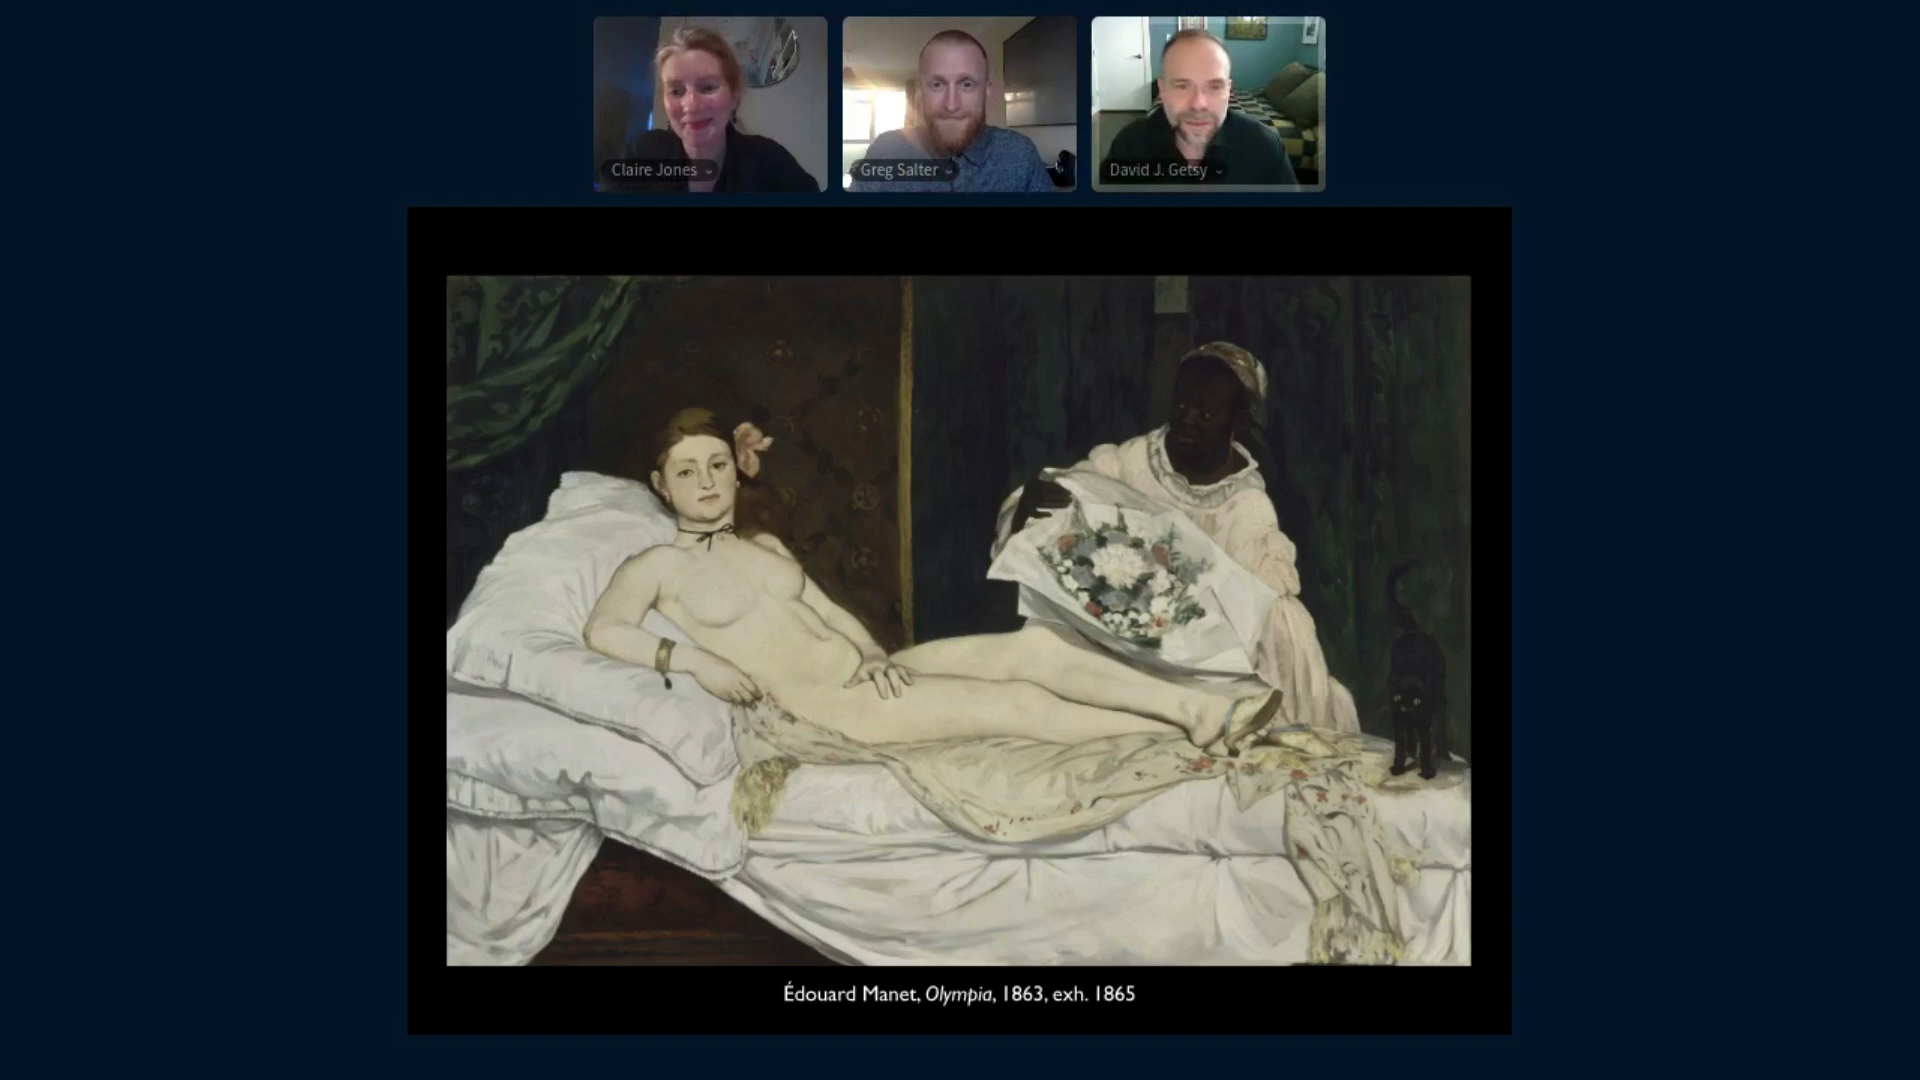 Claire Jones
Greg Salter
David J. Getsy
Édouard Manet, Olympia, 1863, exh. 1865